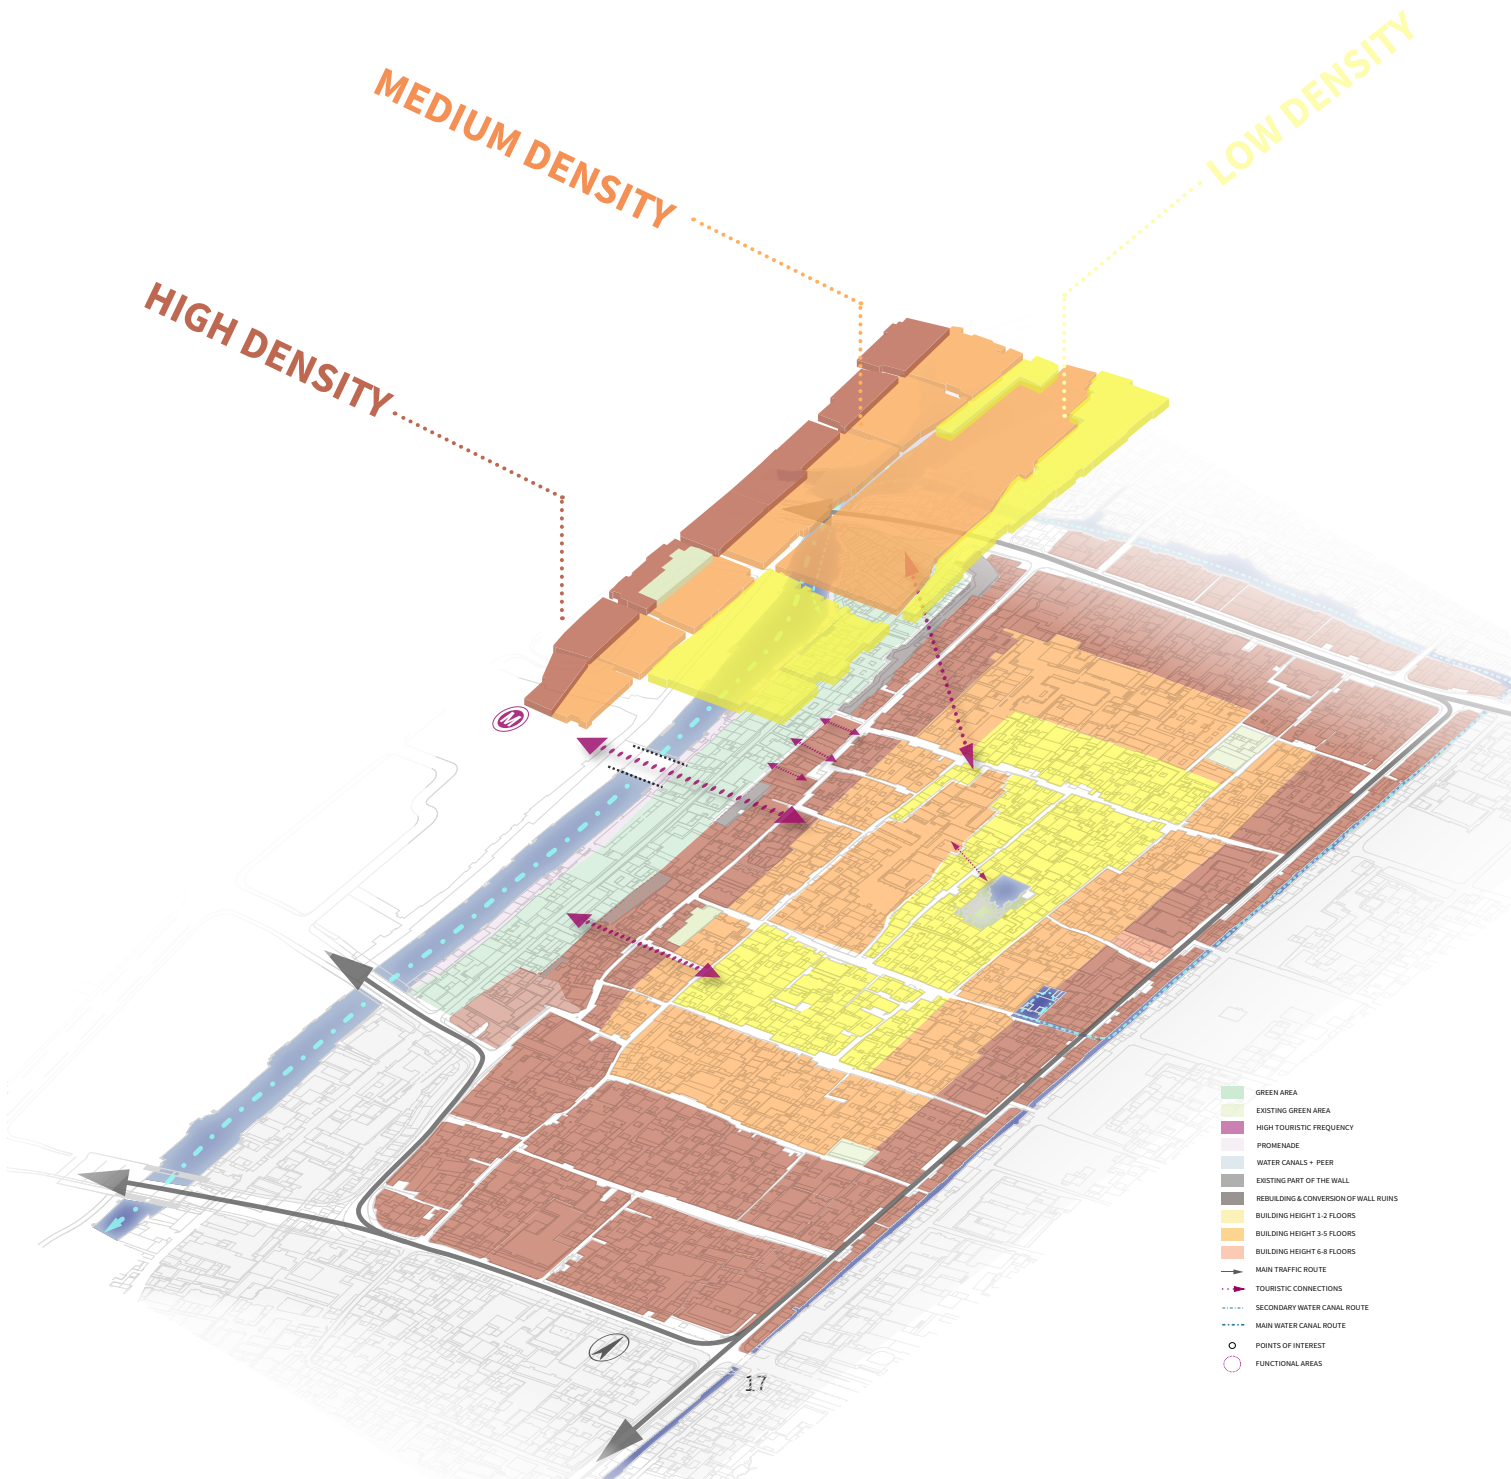 LOW DENSITY
MEDIUM DENSITY
HIGH DENSITY
M
GREEN AREA
EXISTING GREEN AREA
HIGH TOURISTIC FREQUENCY
PROMENADE
WATER CANALS + PEER
EXISTING PART OF THE WALL
REBUILDING & CONVERSION OF WALL RUINS
BUILDING HEIGHT 1-2 FLOORS
BUILDING HEIGHT 3-5 FLOORS
BUILDING HEIGHT 6-8 FLOORS
MAIN TRAFFIC ROUTE
TOURISTIC CONNECTIONS
SECONDARY WATER CANAL ROUTE
MAIN WATER CANAL ROUTE
POINTS OF INTEREST
FUNCTIONAL AREAS
17